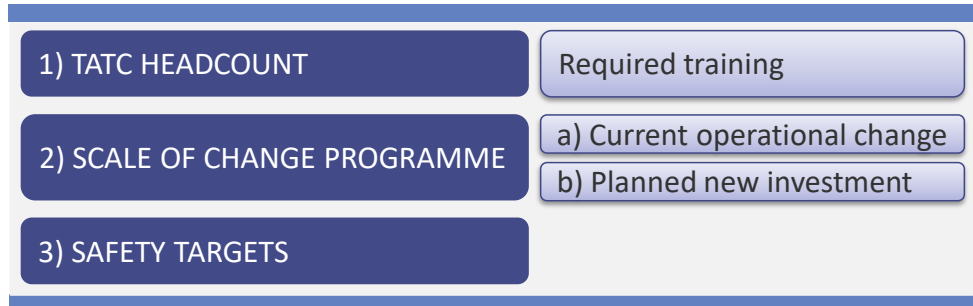 1) TATC HEADCOUNT
Required training
2) SCALE OF CHANGE PROGRAMME
a) Current operational change
b) Planned new investment
3) SAFETY TARGETS